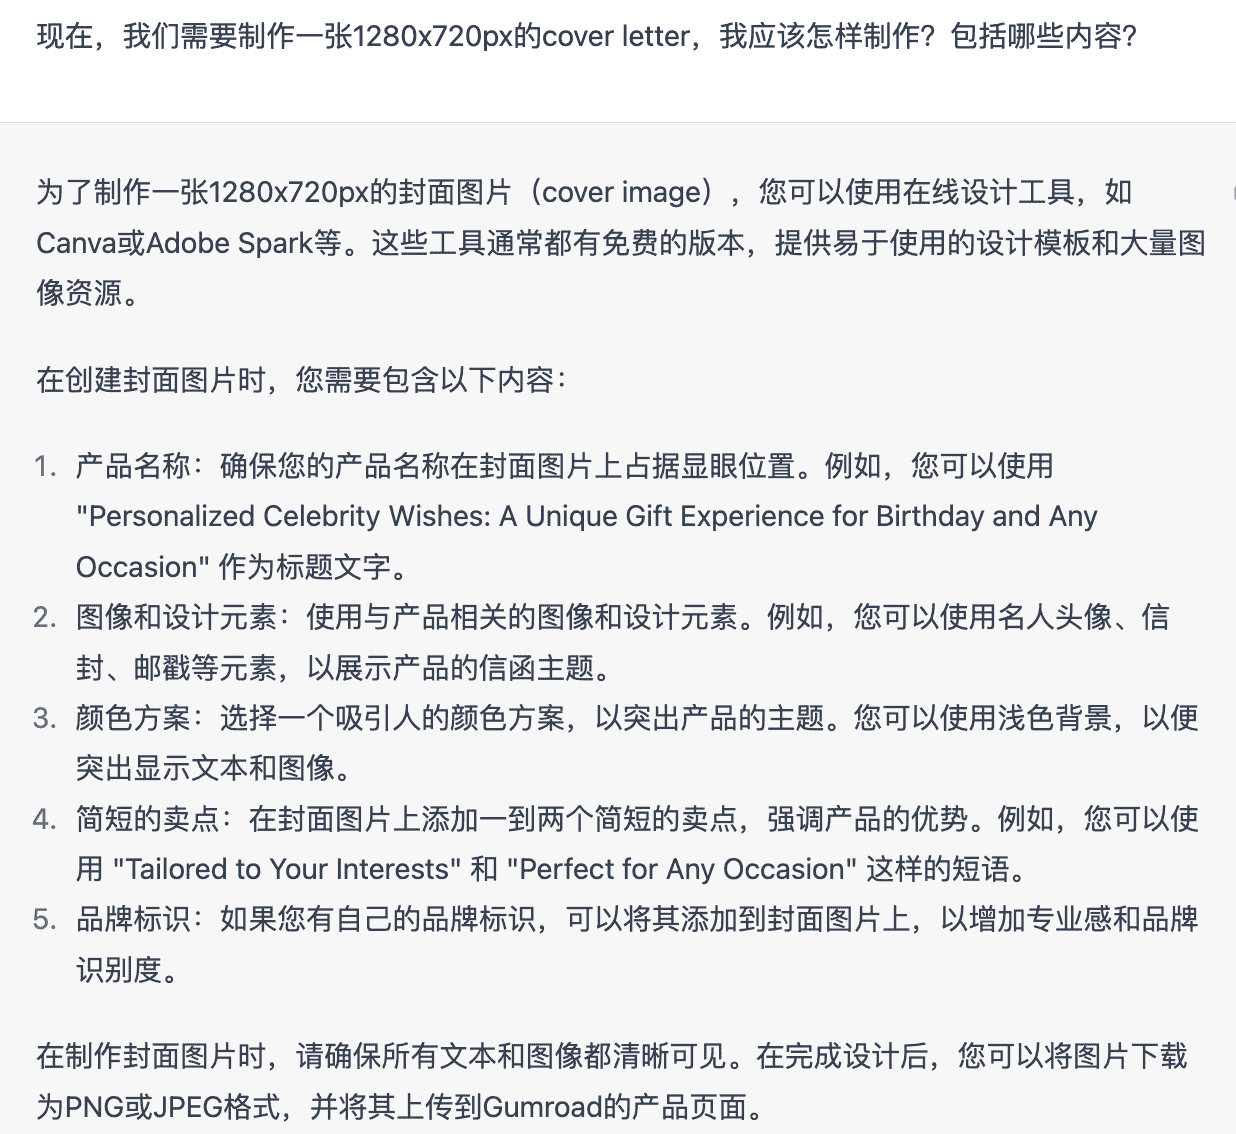 现在，我们需要制作一张1280x720px的cover letter，我应该怎样制作？包括哪些内容？
为了制作一张1280x720px的封面图片（cover image），您可以使用在线设计工具，如
Canva或Adobe Spark等。这些工具通常都有免费的版本，提供易于使用的设计模板和大量图
像资源。
在创建封面图片时，您需要包含以下内容：
1. 产品名称：确保您的产品名称在封面图片上占据显眼位置。例如，您可以使用
"Personalized Celebrity Wishes: A Unique Gift Experience for Birthday and Any
Occasion" 作为标题文字。
2. 图像和设计元素：使用与产品相关的图像和设计元素。例如，您可以使用名人头像、信
封、邮戳等元素，以展示产品的信函主题。
3. 颜色方案：选择一个吸引人的颜色方案，以突出产品的主题。您可以使用浅色背景，以便
突出显示文本和图像。
4. 简短的卖点：在封面图片上添加一到两个简短的卖点，强调产品的优势。例如，您可以使
用 "Tailored to Your Interests" 和 "Perfect for Any Occasion" 这样的短语。
5. 品牌标识：如果您有自己的品牌标识，可以将其添加到封面图片上，以增加专业感和品牌
识别度。
在制作封面图片时，请确保所有文本和图像都清晰可见。在完成设计后，您可以将图片下载
为PNG或JPEG格式，并将其上传到Gumroad的产品页面。